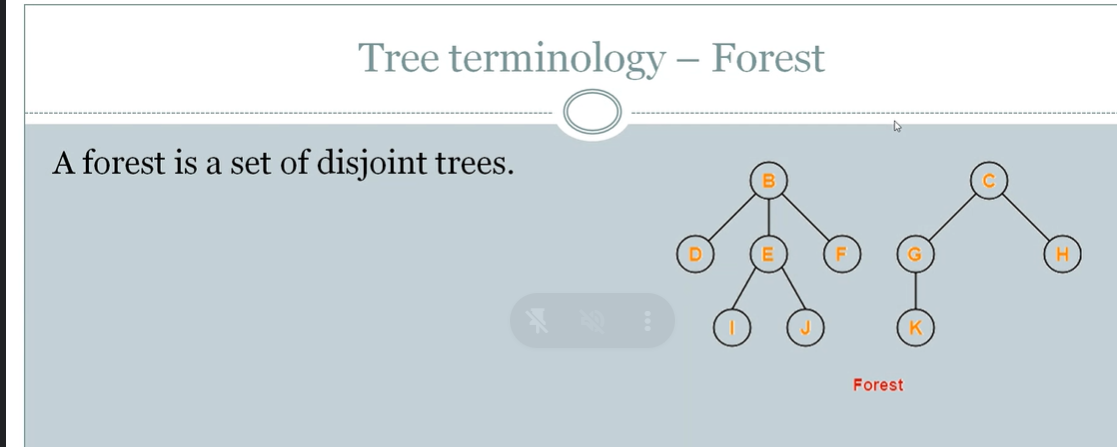 Tree terminology – Forest
A forest is a set of disjoint trees.
B
C
D
E
F
G
H
I
J
K
Forest